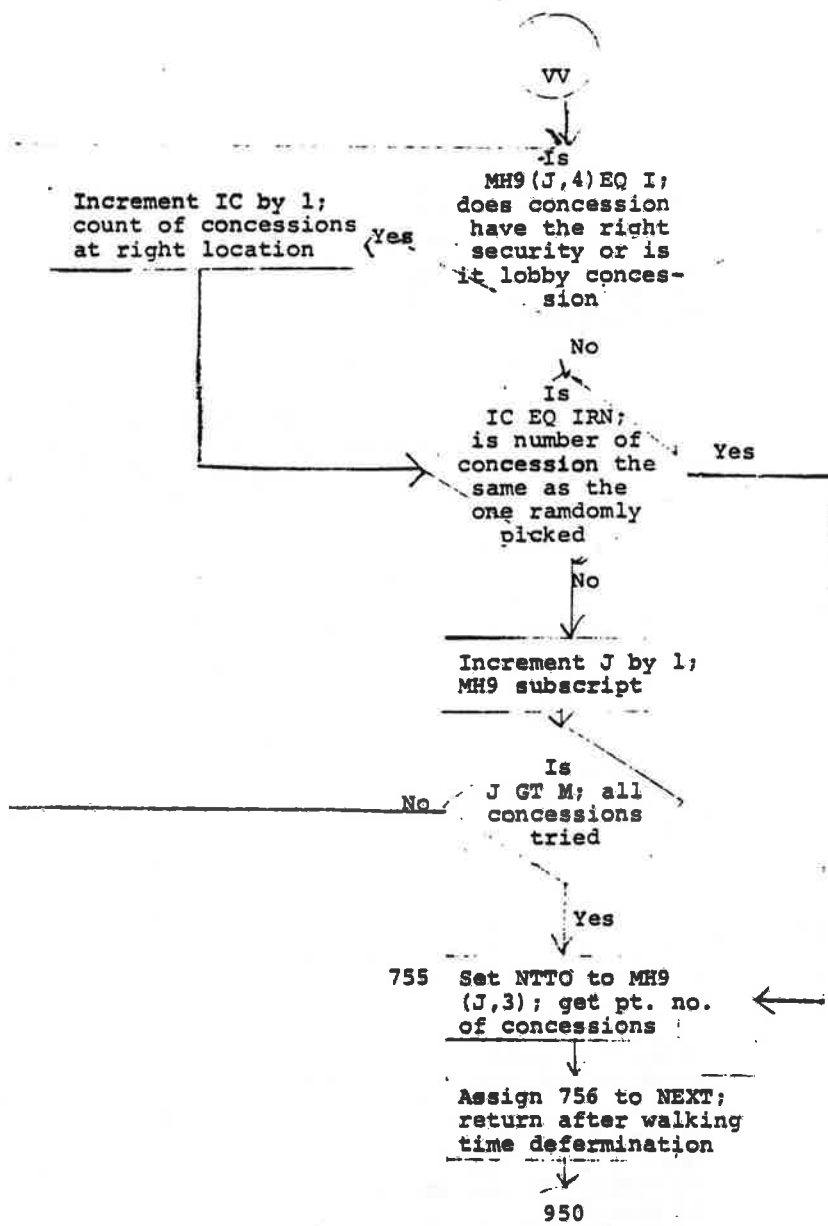 VV
Is
MH9(J,4)EQ I;
does concession
have the right
security or is
it lobby conces-
sion
Yes
Increment IC by 1;
count of concessions
at right location
No
Is
IC EQ IRN;
is number of
concession the
same as the
one ramdomly
picked
Yes
No
Increment J by 1;
MH9 subscript
Is
J GT M; all
concessions
tried
No
Yes
755 Set NTTO to MH9
(J,3); get pt. no.
of concessions
Assign 756 to NEXT;
return after walking
time defermination
950